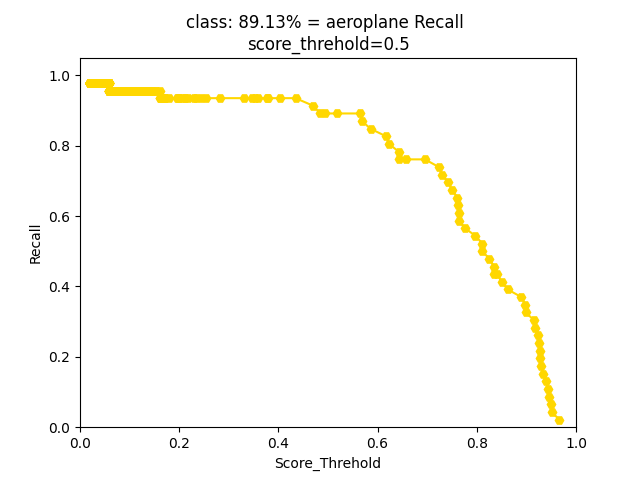 class: 89.13% = aeroplane Recall
score_threhold=0.5
1.0
0.8
0.6
0.4
0.2
0.0
Recall
0.0 0.2 0.4 0.6 0.8 1.0
Score_Threhold